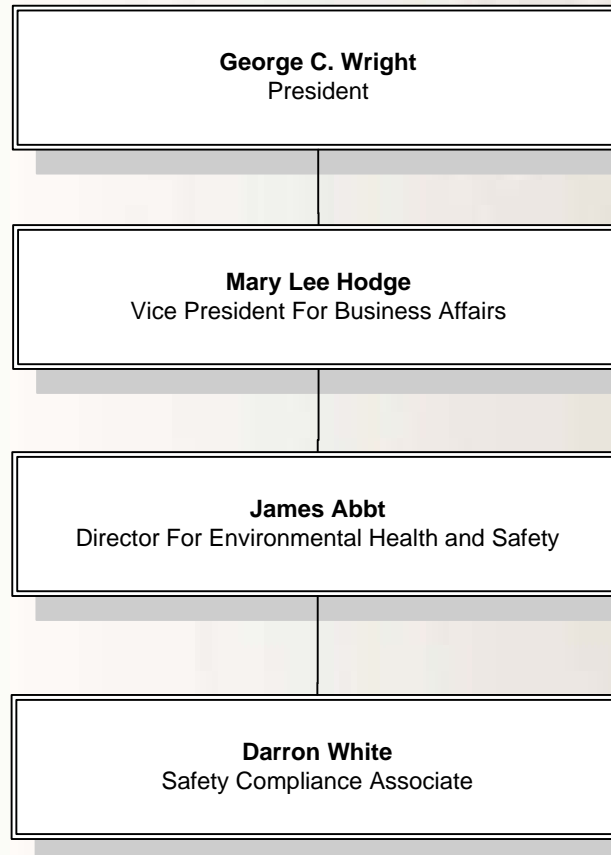 George C. Wright
President
Mary Lee Hodge
Vice President For Business Affairs
James Abbt
Director For Environmental Health and Safety
Darron White
Safety Compliance Associate